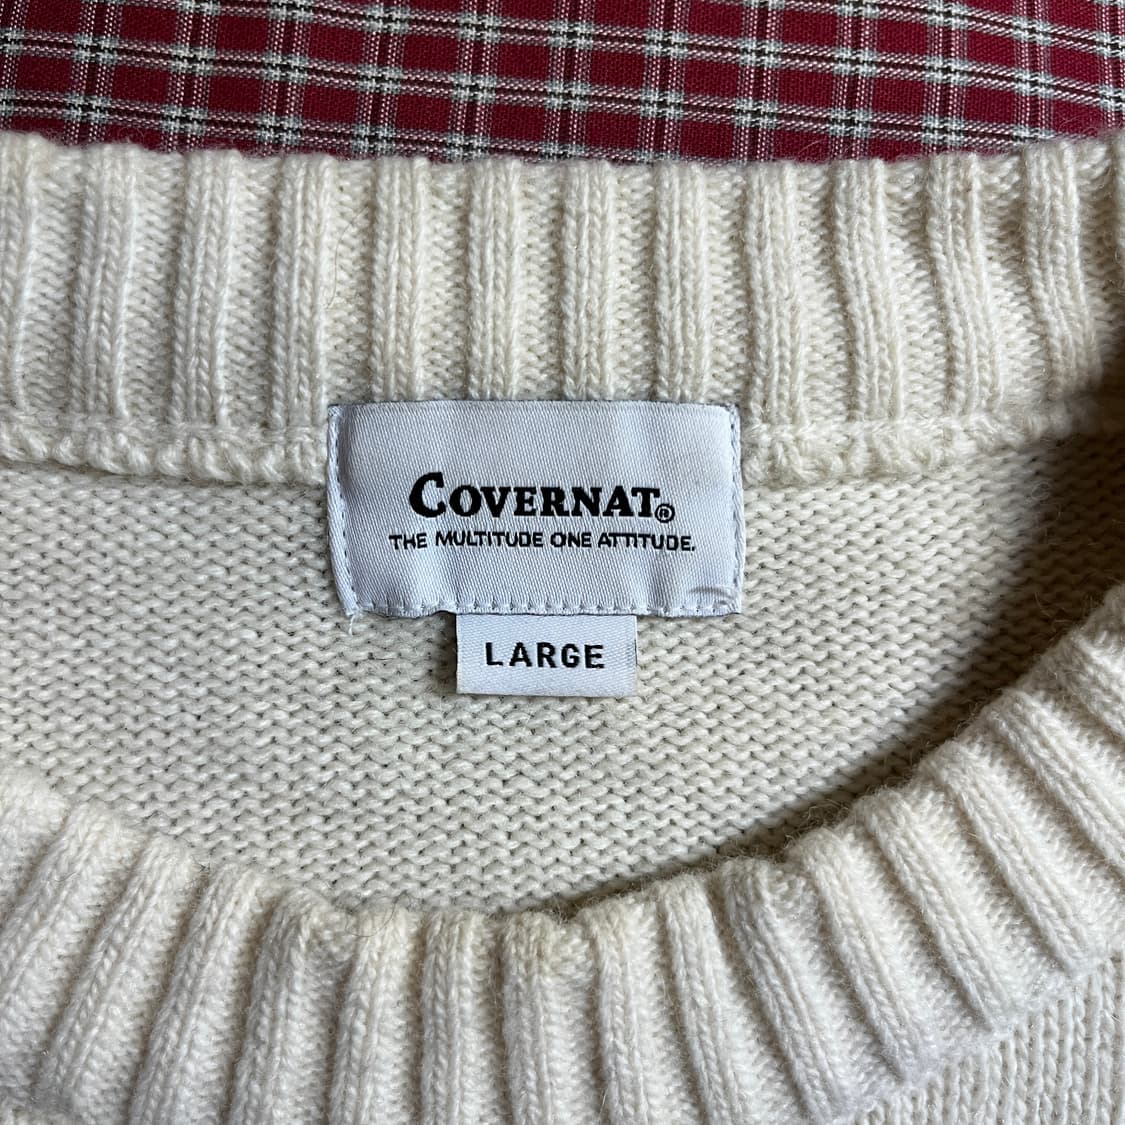 COVERNAT®
THE MULTITUDE ONE ATTITUDE.
LARGE